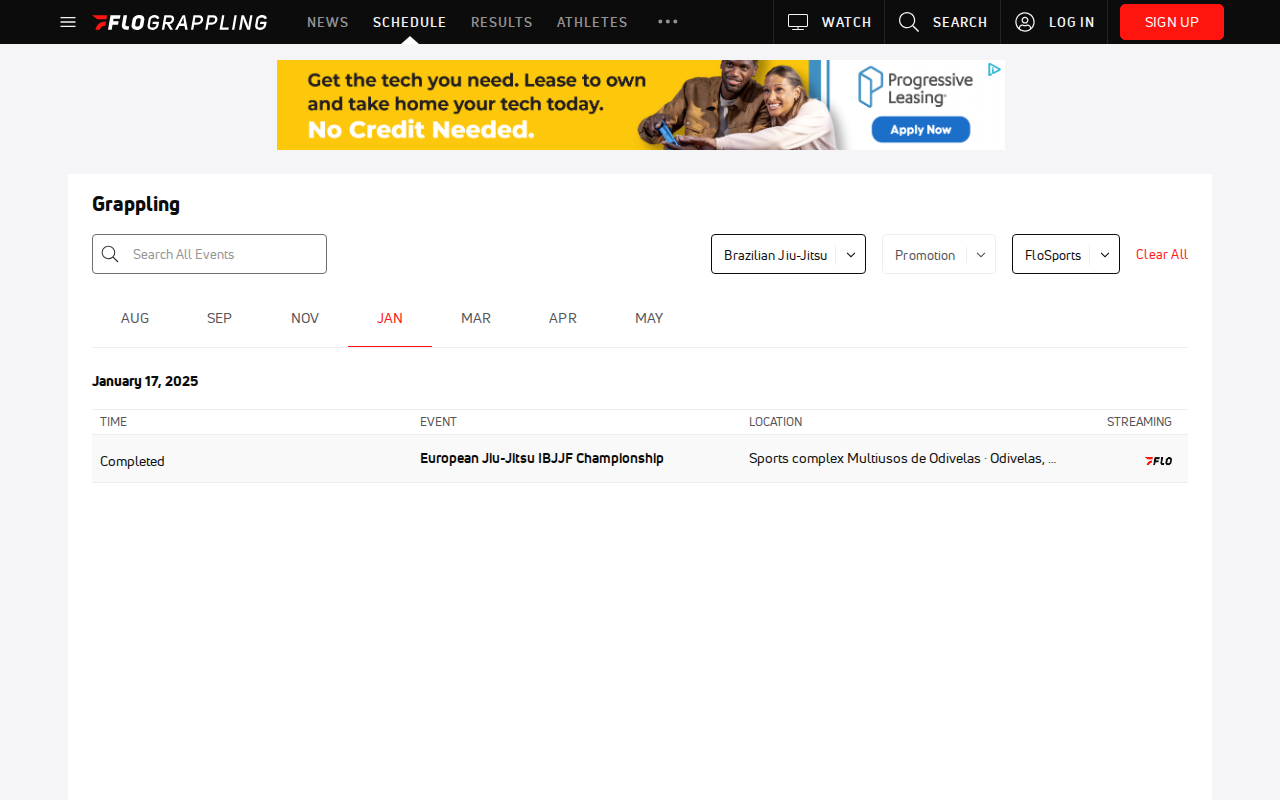 FLOGRAPPLING NEWS SCHEDULE RESULTS ATHLETES WATCH SEARCH LOG IN SIGN UP
Get the tech you need. Lease to own
and take home your tech today.
No Credit Needed.
Progressive
Leasing
Apply Now
Grappling
Search All Events Brazilian Jiu-Jitsu Promotion FloSports Clear All
AUG SEP NOV JAN MAR APR MAY
January 17, 2025
TIME EVENT LOCATION STREAMING
Completed European Jiu-Jitsu IBJJF Championship Sports complex Multiusos de Odivelas · Odivelas, ... FLO